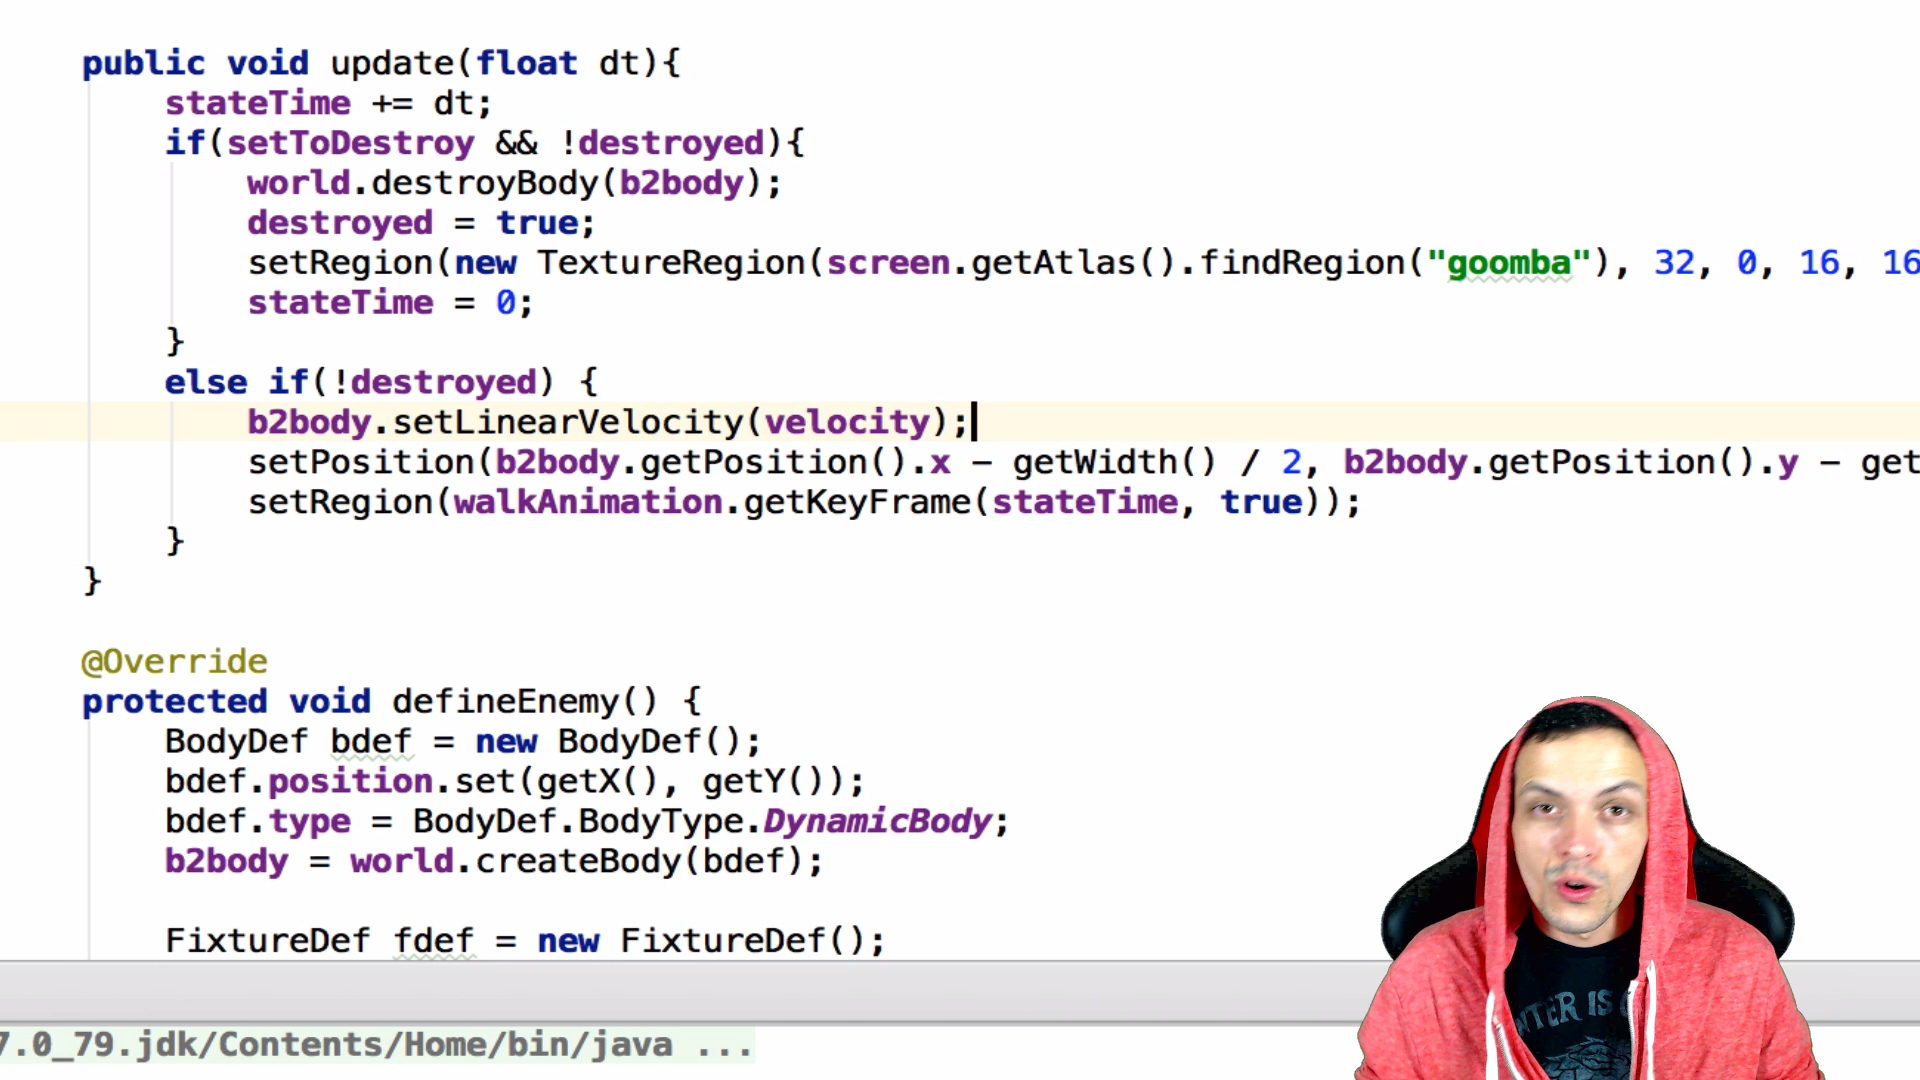 public void update(float dt){
stateTime += dt;
if(setToDestroy && !destroyed){
world.destroyBody(b2body);
destroyed = true;
setRegion(new TextureRegion(screen.getAtlas().findRegion("goomba"), 32, 0, 16, 16
stateTime = 0;
}
else if(!destroyed) {
b2body.setLinearVelocity(velocity);
setPosition(b2body.getPosition().x - getWidth() / 2, b2body.getPosition().y - get
setRegion(walkAnimation.getKeyFrame(stateTime, true));
}
}
@Override
protected void defineEnemy() {
BodyDef bdef = new BodyDef();
bdef.position.set(getX(), getY());
bdef.type = BodyDef.BodyType.DynamicBody;
b2body = world.createBody(bdef);
FixtureDef fdef = new FixtureDef();
7.0_79.jdk/Contents/Home/bin/java ...
NTER IS